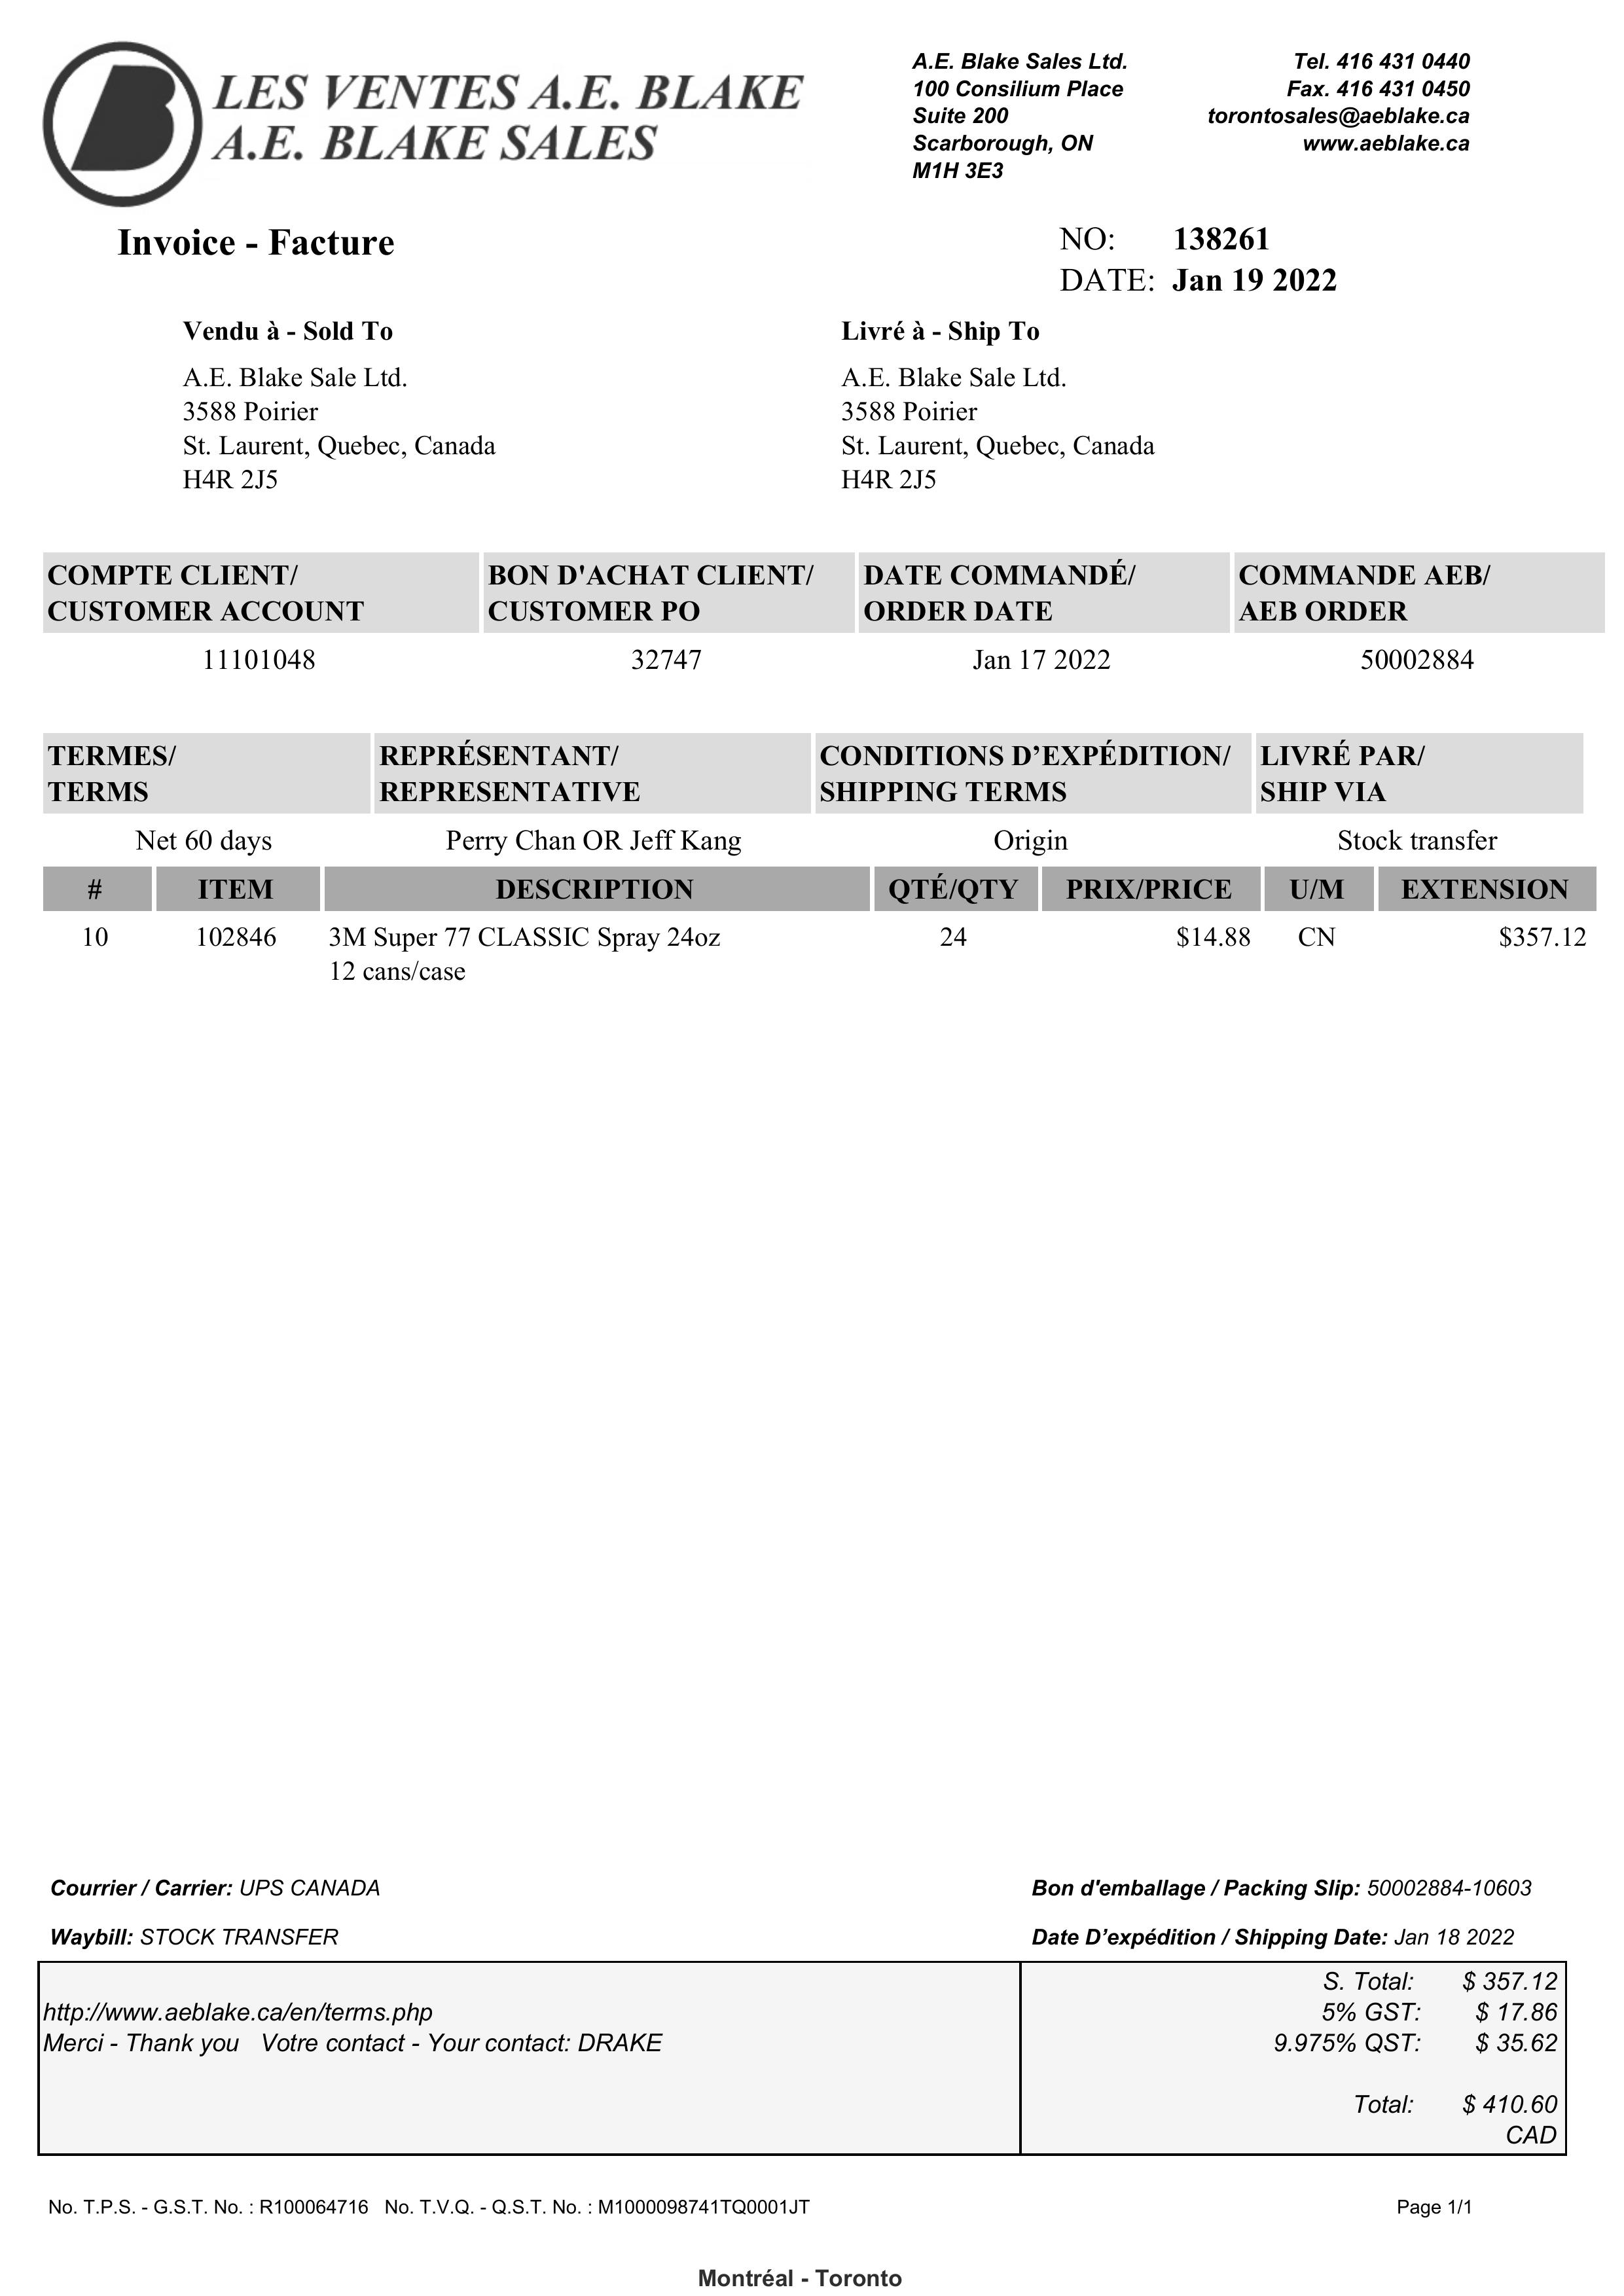 LES VENTES A.E. BLAKE
A.E. BLAKE SALES
A.E. Blake Sales Ltd.
100 Consilium Place
Suite 200
Scarborough, ON
M1H 3E3
Tel. 416 431 0440
Fax. 416 431 0450
torontosales@aeblake.ca
www.aeblake.ca
Invoice - Facture
NO: 138261
DATE: Jan 19 2022
Vendu à - Sold To
A.E. Blake Sale Ltd.
3588 Poirier
St. Laurent, Quebec, Canada
H4R 2J5
Livré à - Ship To
A.E. Blake Sale Ltd.
3588 Poirier
St. Laurent, Quebec, Canada
H4R 2J5
COMPTE CLIENT/ BON D'ACHAT CLIENT/ DATE COMMANDÉ/ COMMANDE AEB/
CUSTOMER ACCOUNT CUSTOMER PO ORDER DATE AEB ORDER
11101048 32747 Jan 17 2022 50002884
TERMES/ REPRÉSENTANT/ CONDITIONS D’EXPÉDITION/ LIVRÉ PAR/
TERMS REPRESENTATIVE SHIPPING TERMS SHIP VIA
Net 60 days Perry Chan OR Jeff Kang Origin Stock transfer
# ITEM DESCRIPTION QTÉ/QTY PRIX/PRICE U/M EXTENSION
10 102846 3M Super 77 CLASSIC Spray 24oz 24 $14.88 CN $357.12
12 cans/case
Courrier / Carrier: UPS CANADA Bon d'emballage / Packing Slip: 50002884-10603
Waybill: STOCK TRANSFER Date D’expédition / Shipping Date: Jan 18 2022
S. Total: $ 357.12
http://www.aeblake.ca/en/terms.php 5% GST: $ 17.86
Merci - Thank you Votre contact - Your contact: DRAKE 9.975% QST: $ 35.62
Total: $ 410.60
CAD
No. T.P.S. - G.S.T. No. : R100064716 No. T.V.Q. - Q.S.T. No. : M1000098741TQ0001JT Page 1/1
Montréal - Toronto